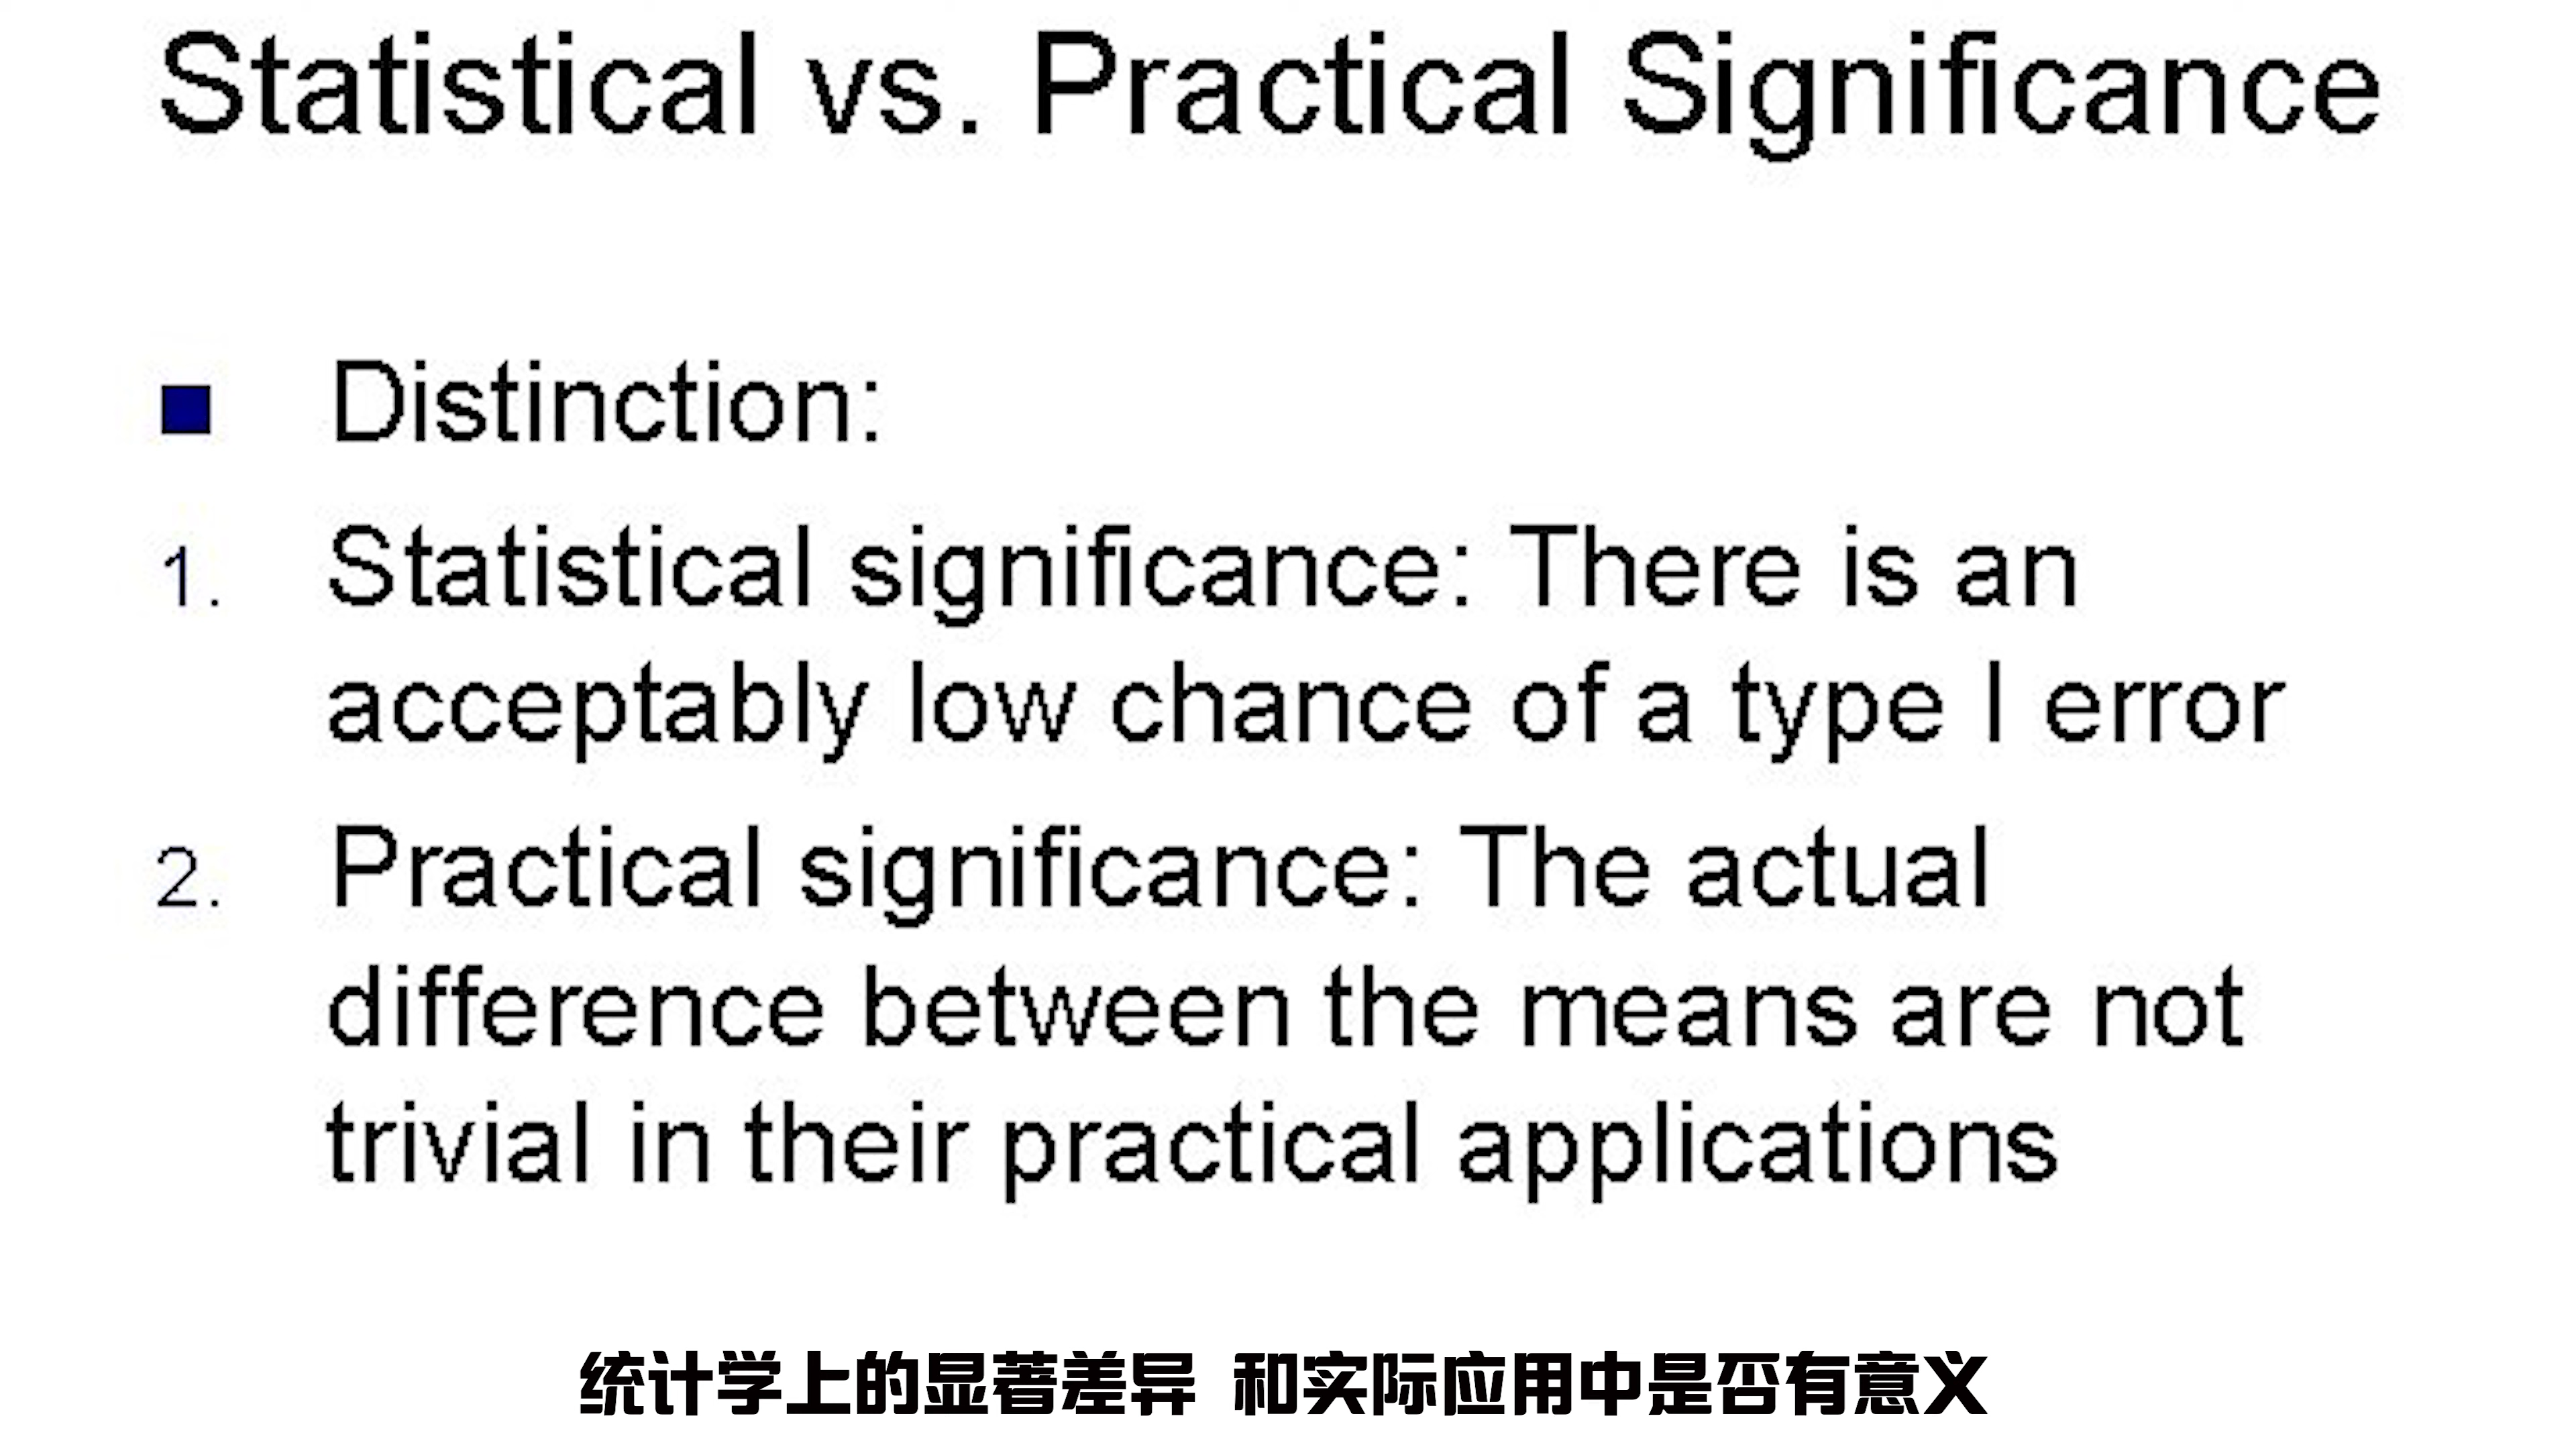 Statistical vs. Practical Significance
■ Distinction:
1. Statistical significance: There is an
acceptably low chance of a type I error
2. Practical significance: The actual
difference between the means are not
trivial in their practical applications
统计学上的显著差异 和实际应用中是否有意义